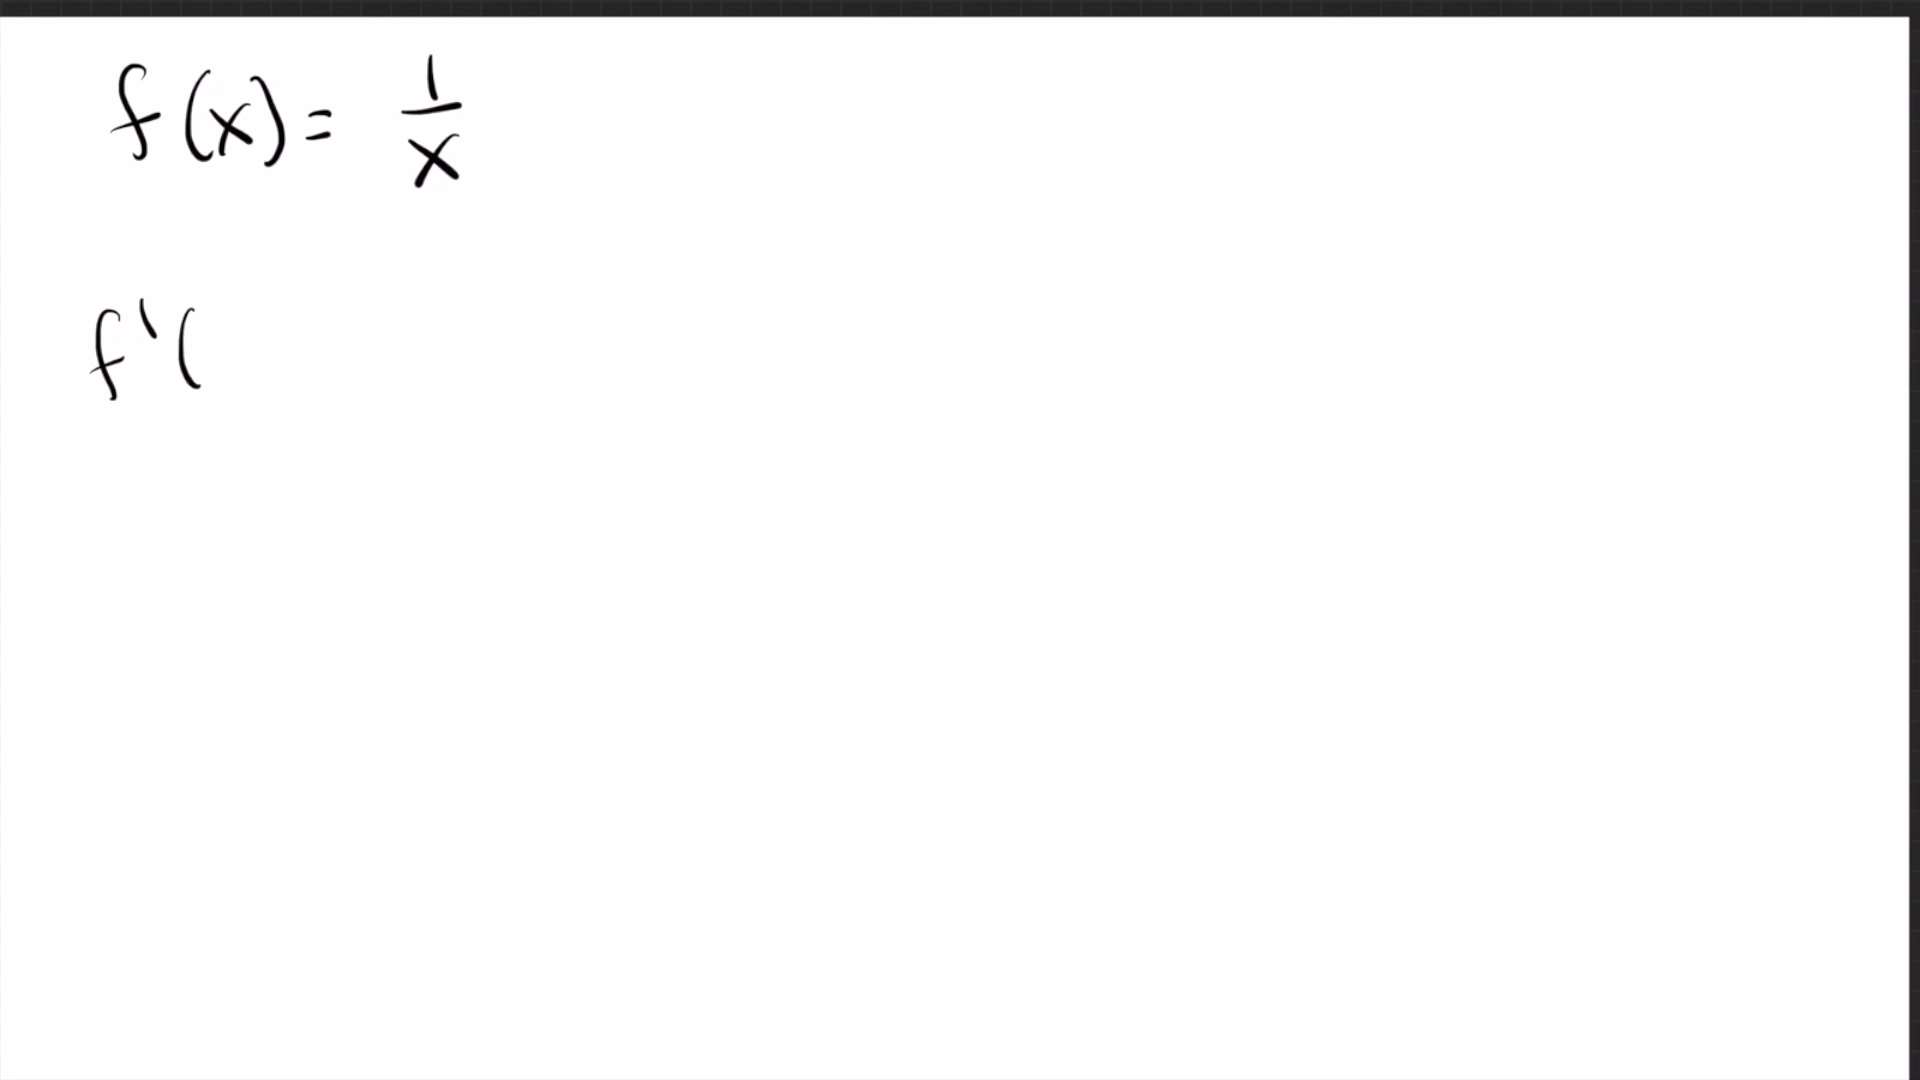 f(x) = 1/x
f'(